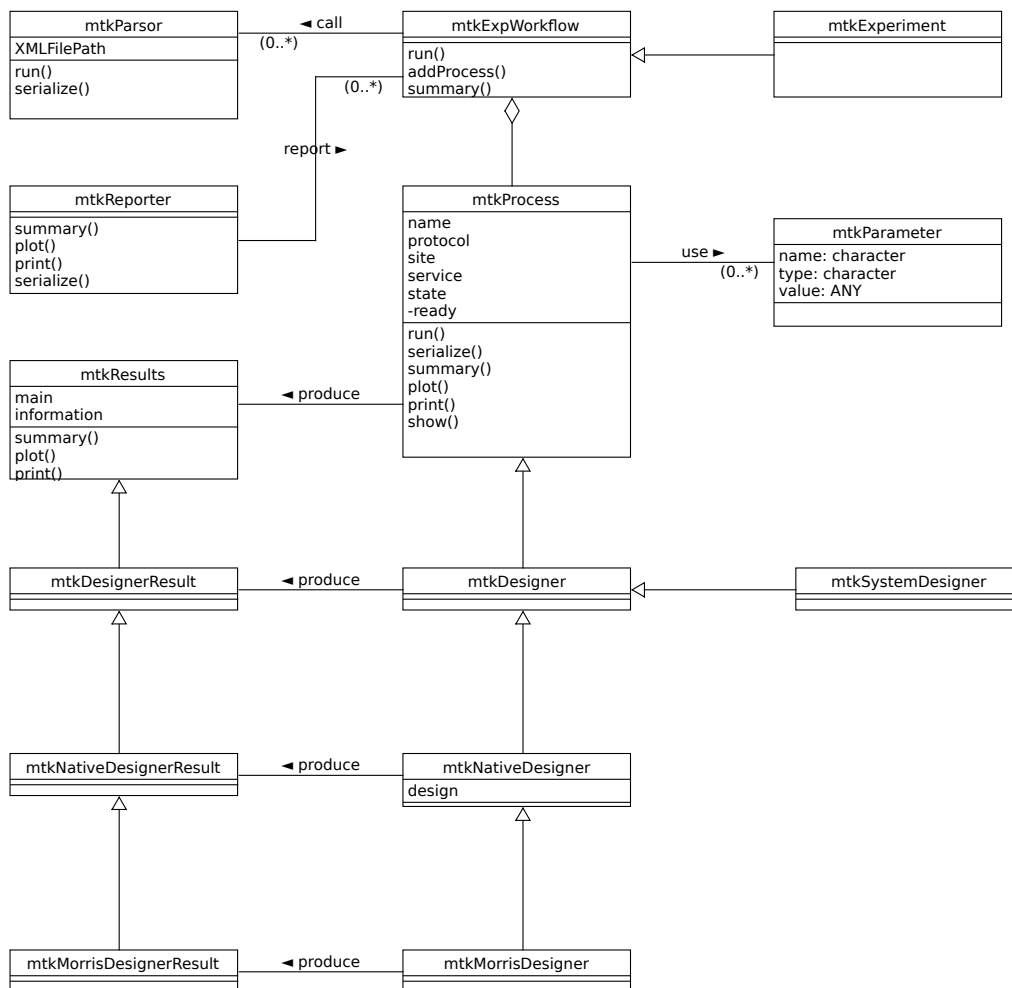 mtkParsor
XMLFilePath
run()
serialize()
◄ call
(0..*)
mtkExpWorkflow
run()
addProcess()
summary()
(0..*)
mtkExperiment
report ►
mtkReporter
summary()
plot()
print()
serialize()
mtkProcess
name
protocol
site
service
state
-ready
run()
serialize()
summary()
plot()
print()
show()
use ►
(0..*)
mtkParameter
name: character
type: character
value: ANY
mtkResults
main
information
summary()
plot()
print()
◄ produce
mtkDesignerResult
◄ produce
mtkDesigner
mtkSystemDesigner
mtkNativeDesignerResult
◄ produce
mtkNativeDesigner
design
mtkMorrisDesignerResult
◄ produce
mtkMorrisDesigner